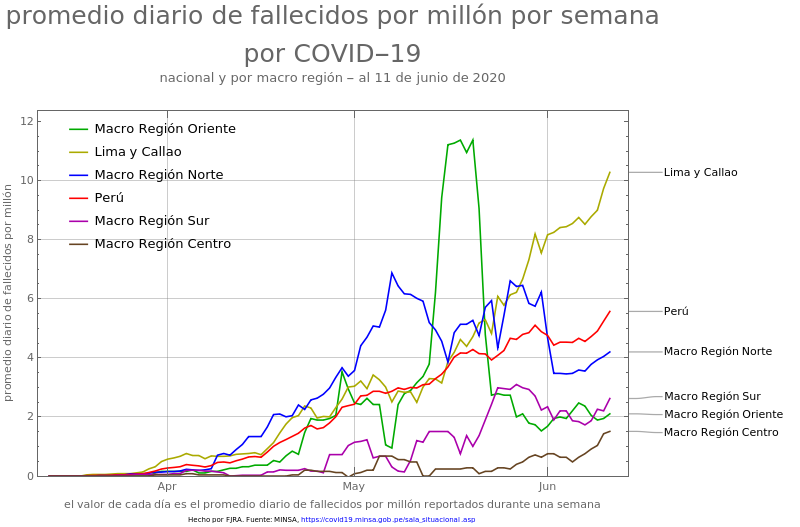 promedio diario de fallecidos por millón por semana
por COVID−19
nacional y por macro región − al 11 de junio de 2020
promedio diario de fallecidos por millón
12
10
8
6
4
2
0
Macro Región Oriente
Lima y Callao
Macro Región Norte
Perú
Macro Región Sur
Macro Región Centro
Lima y Callao
Perú
Macro Región Norte
Macro Región Sur
Macro Región Oriente
Macro Región Centro
Apr May Jun
el valor de cada día es el promedio diario de fallecidos por millón reportados durante una semana
Hecho por FJRA. Fuente: MINSA, https://covid19.minsa.gob.pe/sala_situacional.asp